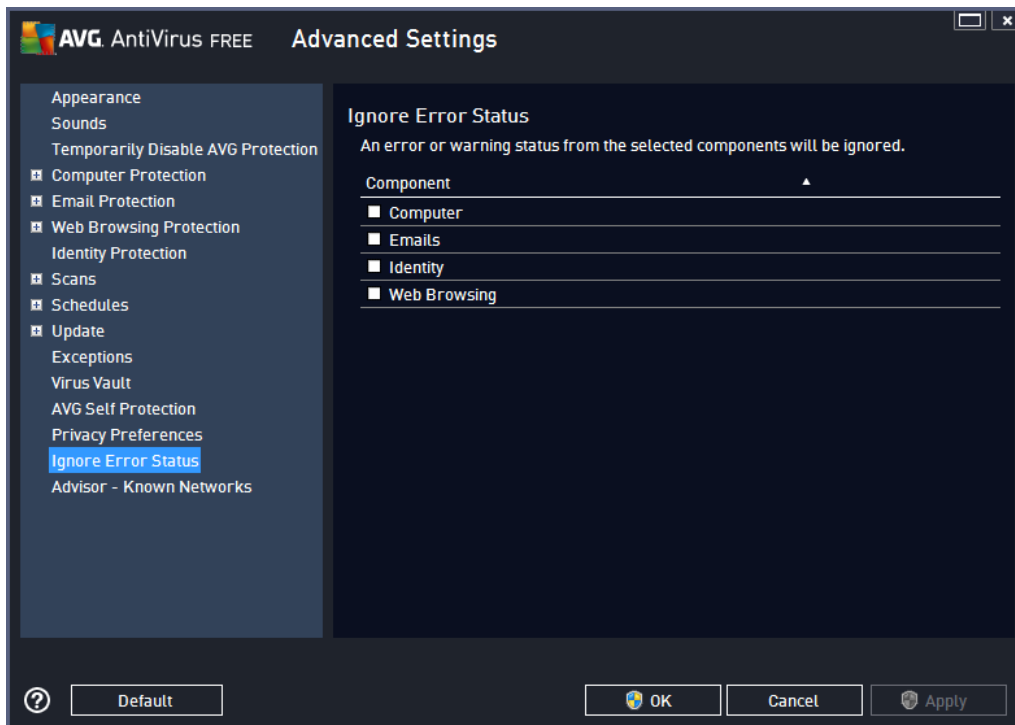 AVG. AntiVirus FREE Advanced Settings
Appearance
Sounds
Temporarily Disable AVG Protection
Computer Protection
Email Protection
Web Browsing Protection
Identity Protection
Scans
Schedules
Update
Exceptions
Virus Vault
AVG Self Protection
Privacy Preferences
Ignore Error Status
Advisor - Known Networks
Ignore Error Status
An error or warning status from the selected components will be ignored.
Component
Computer
Emails
Identity
Web Browsing
? Default OK Cancel Apply